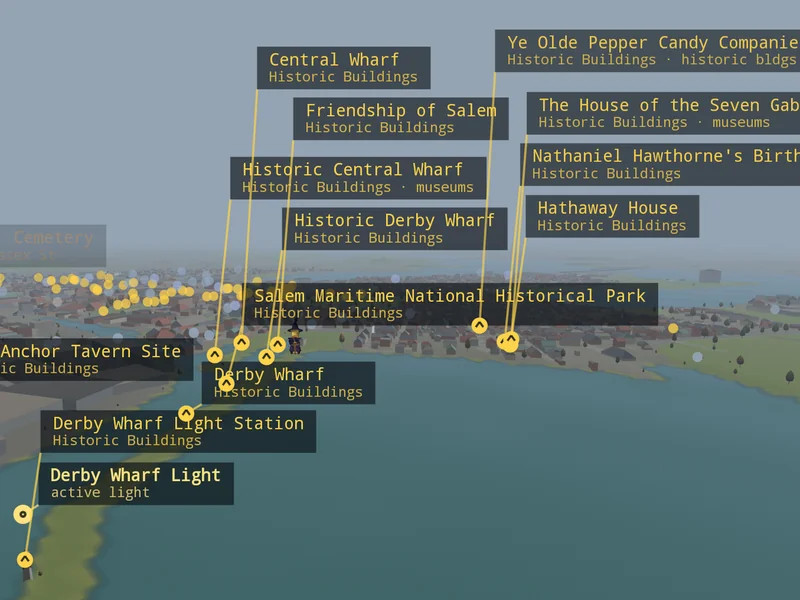 Ye Olde Pepper Candy Companie
Historic Buildings · historic bldgs
Central Wharf
Historic Buildings
Friendship of Salem
Historic Buildings
The House of the Seven Gab
Historic Buildings · museums
Historic Central Wharf
Historic Buildings · museums
Nathaniel Hawthorne's Birth
Historic Buildings
Historic Derby Wharf
Historic Buildings
Hathaway House
Historic Buildings
Cemetery
Salem Maritime National Historical Park
Historic Buildings
Anchor Tavern Site
ic Buildings
Derby Wharf
Historic Buildings
Derby Wharf Light Station
Historic Buildings
Derby Wharf Light
active light